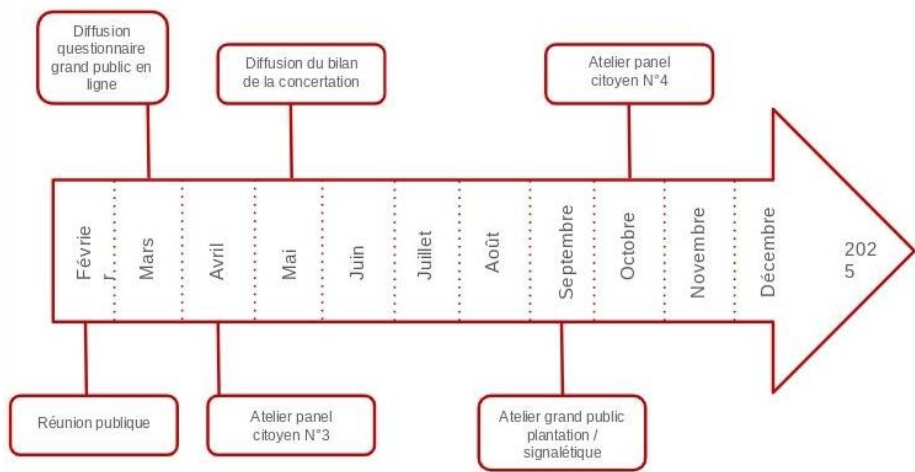 Diffusion
questionnaire
grand public en
ligne
Diffusion du bilan
de la concertation
Atelier panel
citoyen N°4
Févrie
r
Mars
Avril
Mai
Juin
Juillet
Août
Septembre
Octobre
Novembre
Décembre
202
5
Réunion publique
Atelier panel
citoyen N°3
Atelier grand public
plantation /
signalétique